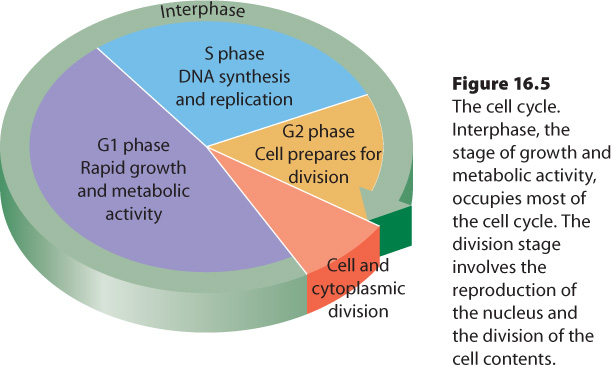 Interphase
S phase
DNA synthesis
and replication
G1 phase
Rapid growth
and metabolic
activity
G2 phase
Cell prepares for
division
Cell and
cytoplasmic
division
Figure 16.5
The cell cycle.
Interphase, the
stage of growth and
metabolic activity,
occupies most of
the cell cycle. The
division stage
involves the
reproduction of
the nucleus and
the division of the
cell contents.